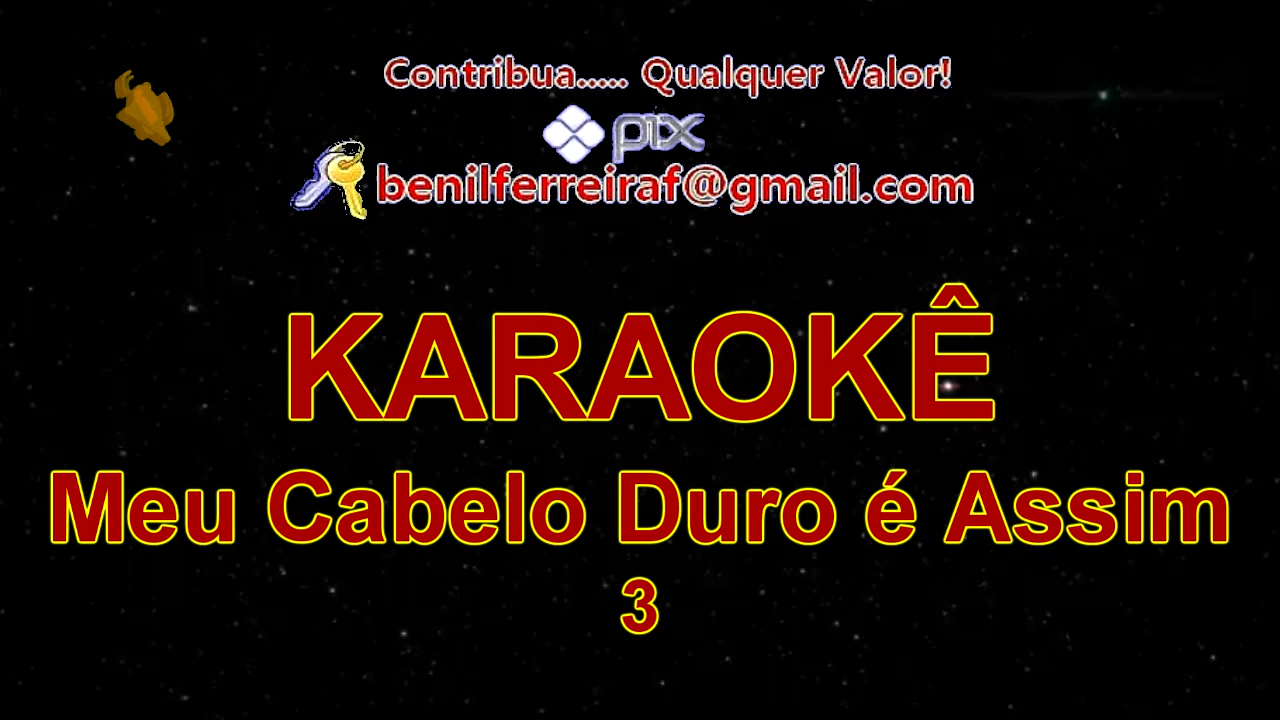 Contribua..... Qualquer Valor!
pix
benilferreiraf@gmail.com
KARAOKÊ
Meu Cabelo Duro é Assim
3